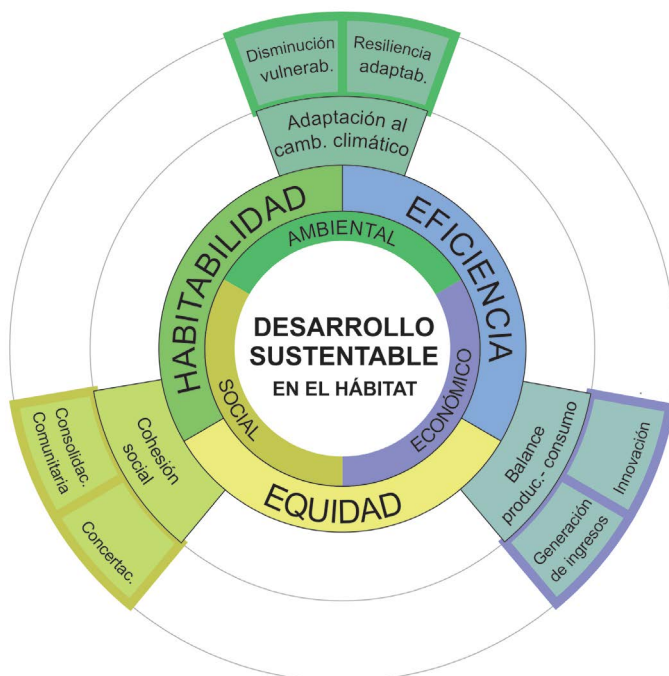 Disminución
vulnerab.
Resiliencia
adaptab.
Adaptación al
camb. climático
HABITABILIDAD
EFICIENCIA
AMBIENTAL
DESARROLLO
SUSTENTABLE
EN EL HÁBITAT
SOCIAL
ECONÓMICO
EQUIDAD
Cohesión
social
Consolidac.
Comunitaria
Concertac.
Balance
produc.- consumo
Innovación
Generación
de ingresos